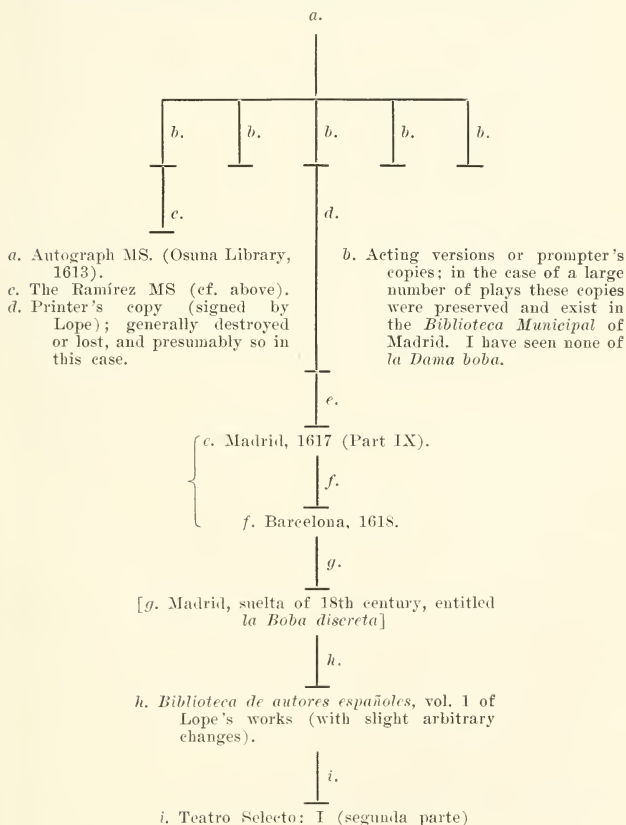 a.
b. b. b. b. b.
c. d.
a. Autograph MS. (Osuna Library,
1613).
c. The Ramírez MS (cf. above).
d. Printer's copy (signed by
Lope); generally destroyed
or lost, and presumably so in
this case.
b. Acting versions or prompter's
copies; in the case of a large
number of plays these copies
were preserved and exist in
the Biblioteca Municipal of
Madrid. I have seen none of
la Dama boba.
e.
c. Madrid, 1617 (Part IX).
f.
f. Barcelona, 1618.
g.
[g. Madrid, suelta of 18th century, entitled
la Boba discreta]
h.
h. Biblioteca de autores españoles, vol. 1 of
Lope's works (with slight arbitrary
changes).
i.
i. Teatro Selecto: I (segunda parte)